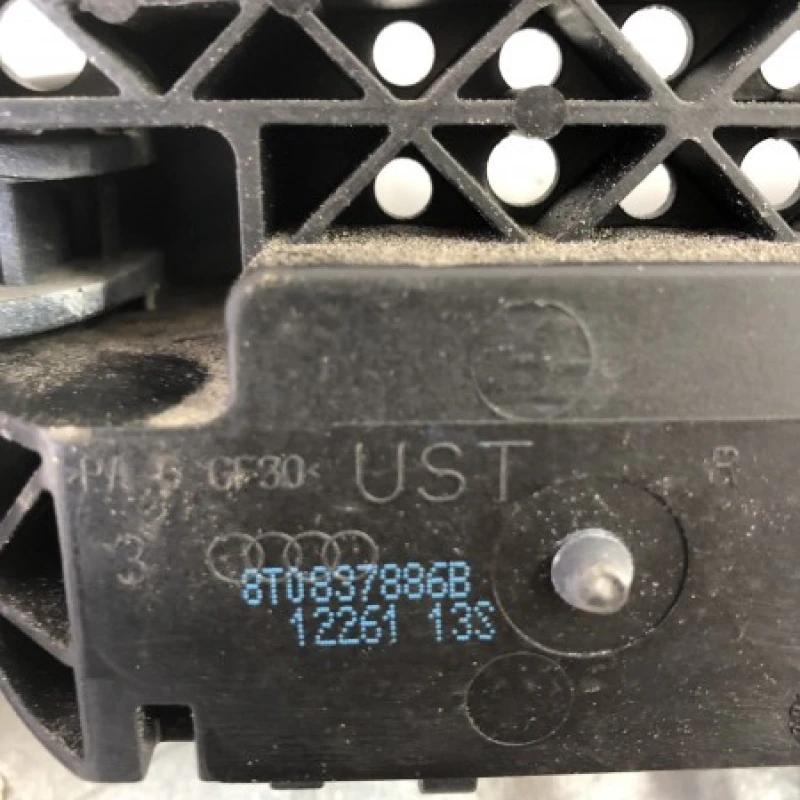 >PA 6 GF30< UST R
3
8T0837886B
12261 13S